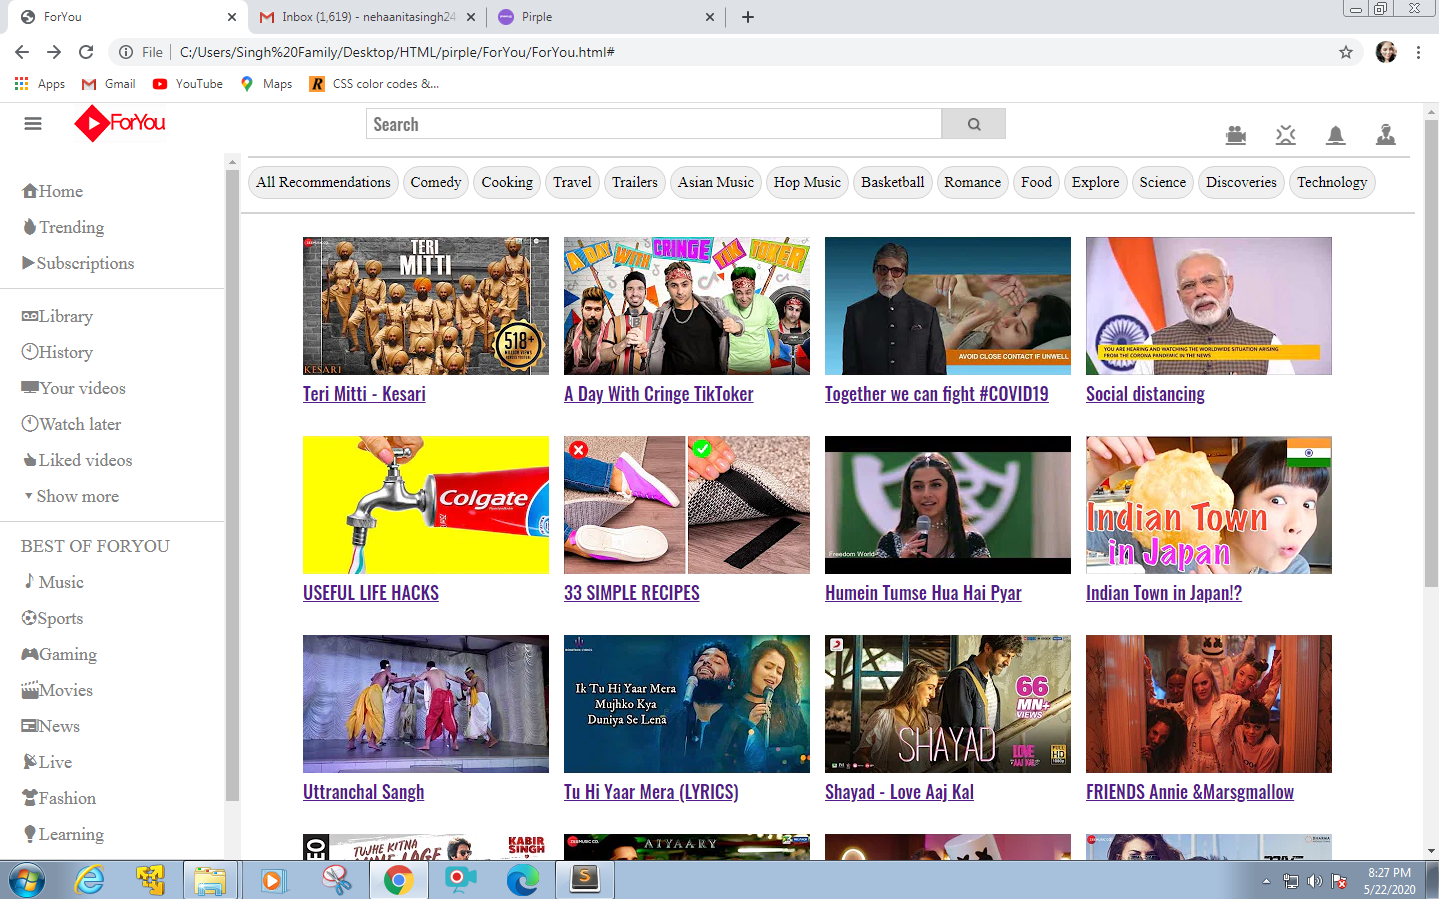 ForYou
Inbox (1,619) - nehaanitasingh24
Pirple
File
C:/Users/Singh%20Family/Desktop/HTML/pirple/ForYou/ForYou.html#
Apps
Gmail
YouTube
Maps
CSS color codes &...
ForYou
Search
Home
Trending
Subscriptions
Library
History
Your videos
Watch later
Liked videos
Show more
BEST OF FORYOU
Music
Sports
Gaming
Movies
News
Live
Fashion
Learning
All Recommendations
Comedy
Cooking
Travel
Trailers
Asian Music
Hop Music
Basketball
Romance
Food
Explore
Science
Discoveries
Technology
TERI
MITTI
518+
KESARI
A DAY WITH CRINGE TIK TOKER
AVOID CLOSE CONTACT IF UNWELL
YOU ARE HEARING AND WATCHING THE WORLDWIDE SITUATION ARISING
FROM THE CORONA PANDEMIC IN THE NEWS
Teri Mitti - Kesari
A Day With Cringe TikToker
Together we can fight #COVID19
Social distancing
Colgate
Freedom World
Indian Town
in Japan
USEFUL LIFE HACKS
33 SIMPLE RECIPES
Humein Tumse Hua Hai Pyar
Indian Town in Japan!?
Ik Tu Hi Yaar Mera
Mujhko Kya
Duniya Se Lena
66
MN+
VIEWS
SHAYAD
LOVE
AAJ KAL
Uttranchal Sangh
Tu Hi Yaar Mera (LYRICS)
Shayad - Love Aaj Kal
FRIENDS Annie &Marsgmallow
TUJHE KITNA
KABIR
SINGH
AIYAARY
8:27 PM
5/22/2020